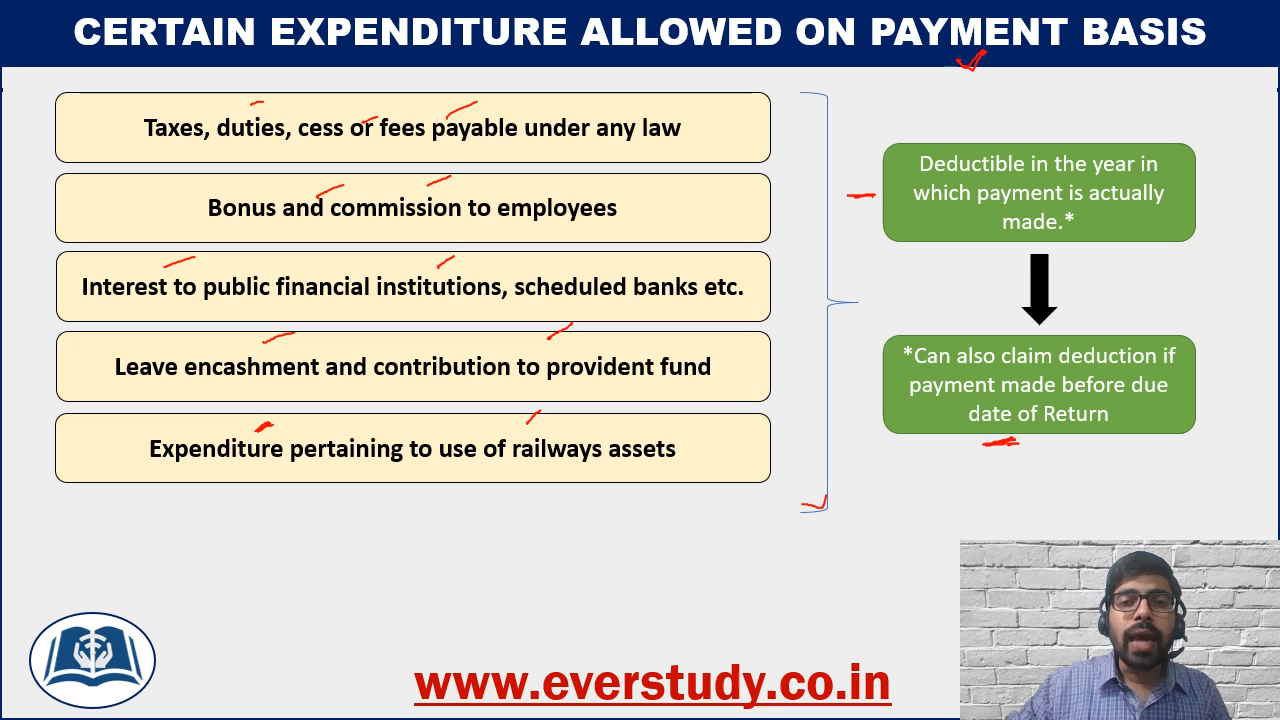 CERTAIN EXPENDITURE ALLOWED ON PAYMENT BASIS
Taxes, duties, cess or fees payable under any law
Bonus and commission to employees
Interest to public financial institutions, scheduled banks etc.
Leave encashment and contribution to provident fund
Expenditure pertaining to use of railways assets
Deductible in the year in
which payment is actually
made.*
*Can also claim deduction if
payment made before due
date of Return
www.everstudy.co.in